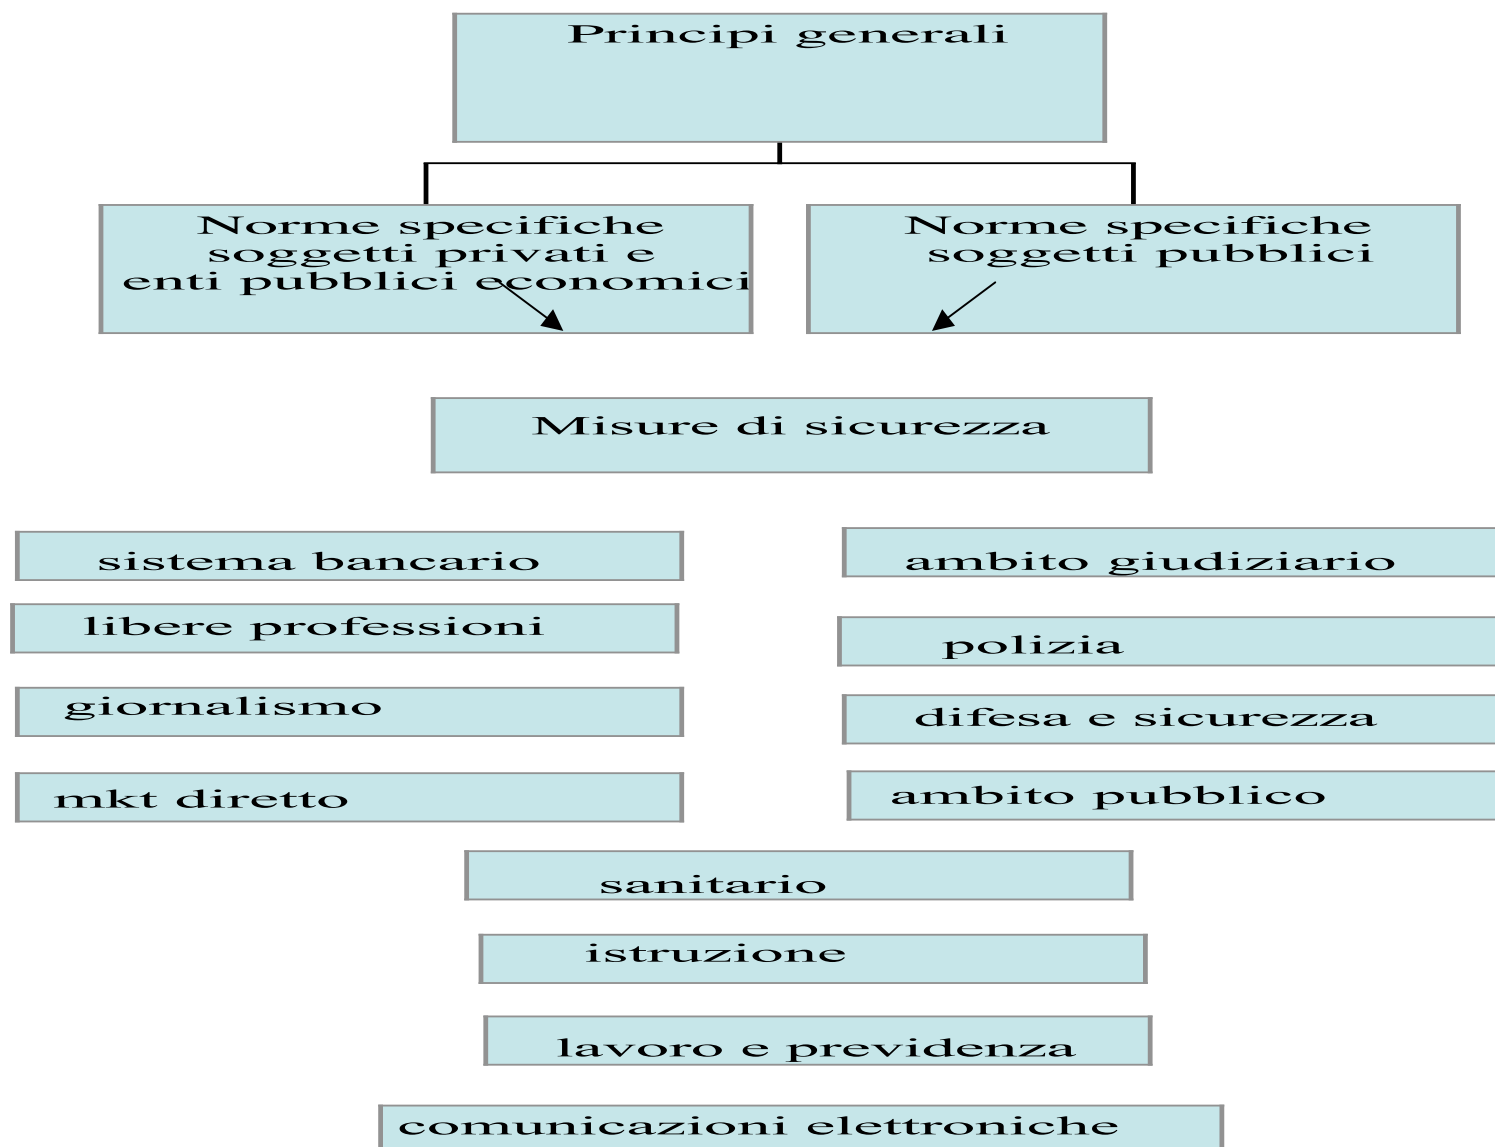 Principi generali
Norme specifiche
soggetti privati e
enti pubblici economici
Norme specifiche
soggetti pubblici
Misure di sicurezza
sistema bancario
ambito giudiziario
libere professioni
polizia
giornalismo
difesa e sicurezza
mkt diretto
ambito pubblico
sanitario
istruzione
lavoro e previdenza
comunicazioni elettroniche